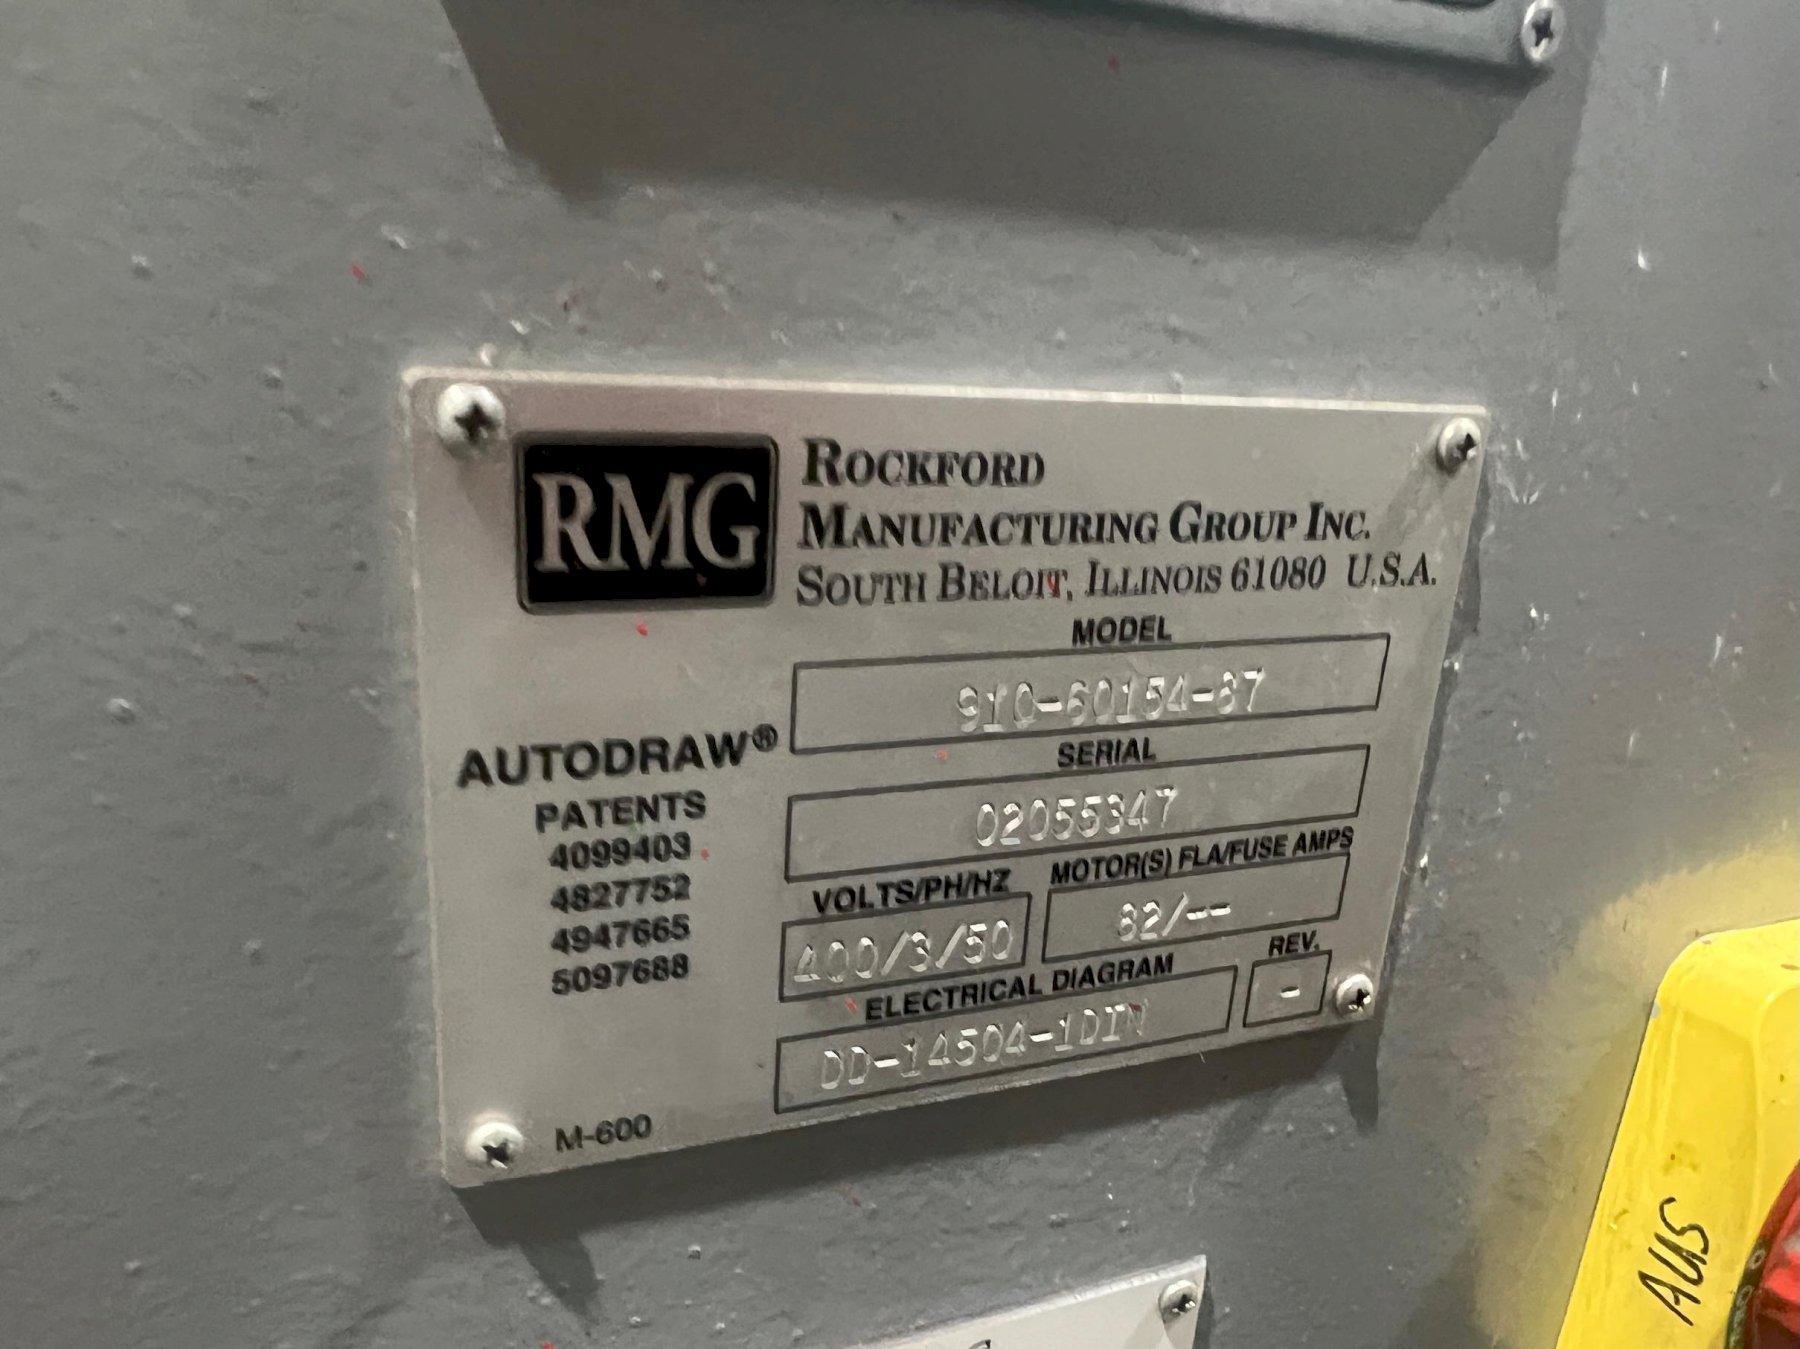 RMG
ROCKFORD
MANUFACTURING GROUP INC.
SOUTH BELOIT, ILLINOIS 61080 U.S.A.
MODEL
910-60154-87
SERIAL
02055347
AUTODRAW®
PATENTS
4099403
4827752
4947665
5097688
VOLTS/PH/HZ
400/3/50
MOTOR(S) FLA/FUSE AMPS
82/--
ELECTRICAL DIAGRAM
DD-14504-1DIN
REV.
-
M-600
AUS